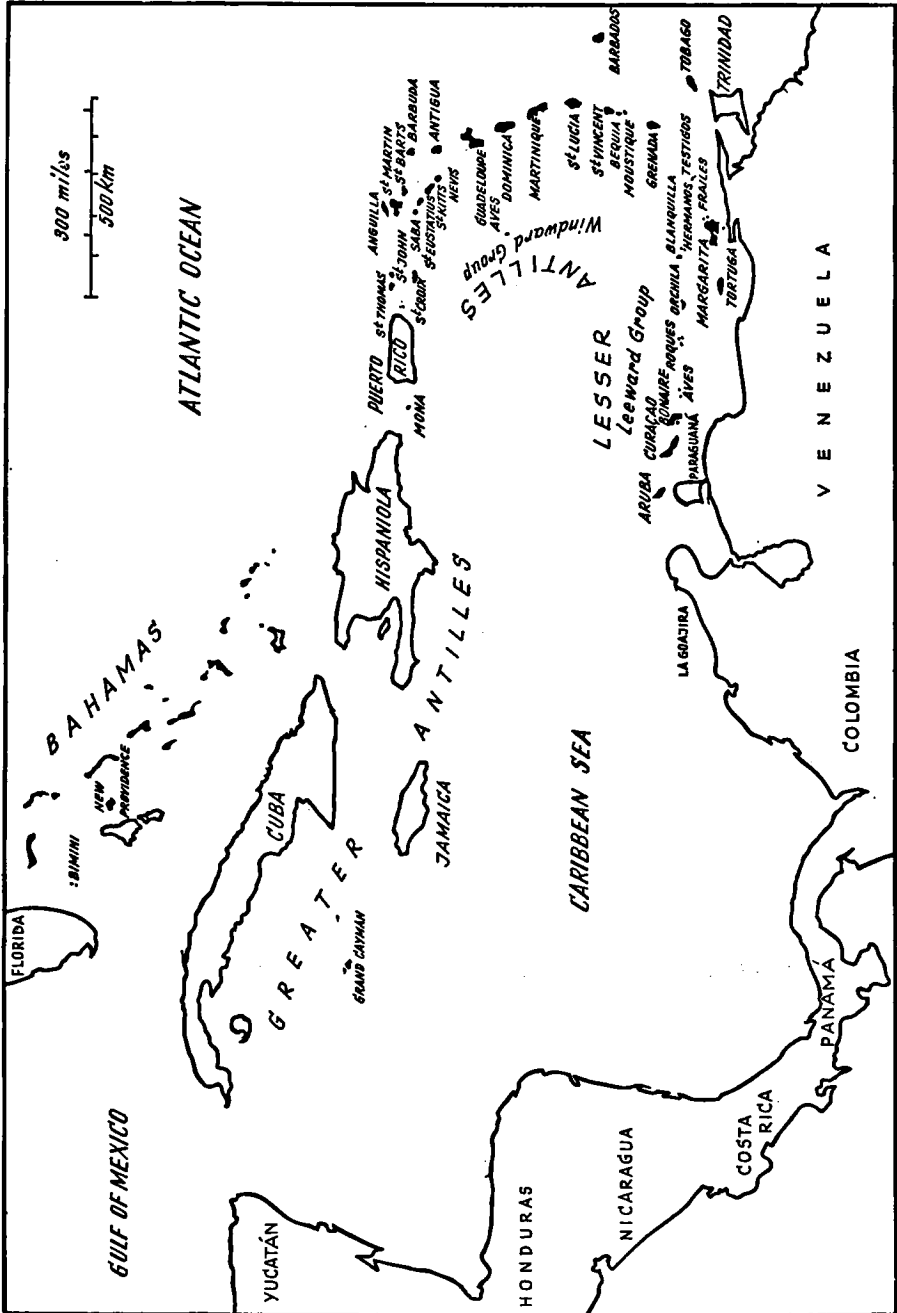 300 miles
500 km
ATLANTIC OCEAN
GULF OF MEXICO
FLORIDA
:BIMINI
NEW
PROVIDANCE
BAHAMAS
YUCATÁN
CUBA
GREATER
ANTILLES
GRAND CAYMAN
JAMAICA
HISPANIOLA
MONA
PUERTO
RICO
St THOMAS
St JOHN
St CROIX
ANGUILLA
St MARTIN
St BARTS
SABA
St EUSTATIUS
St KITTS
NEVIS
BARBUDA
ANTIGUA
GUADELOUPE
AVES
DOMINICA
MARTINIQUE
St LUCIA
St VINCENT
BEQUIA
MOUSTIQUE
GRENADA
BARBADOS
TOBAGO
TRINIDAD
LESSER
ANTILLES
Windward Group
Leeward Group
ARUBA
CURAÇAO
BONAIRE
AVES
ROQUES
ORCHILA
BLANQUILLA
HERMANOS
TESTIGOS
MARGARITA
FRAILES
TORTUGA
PARAGUANÁ
LA GOAJIRA
CARIBBEAN SEA
HONDURAS
NICARAGUA
COSTA
RICA
PANAMÁ
COLOMBIA
VENEZUELA